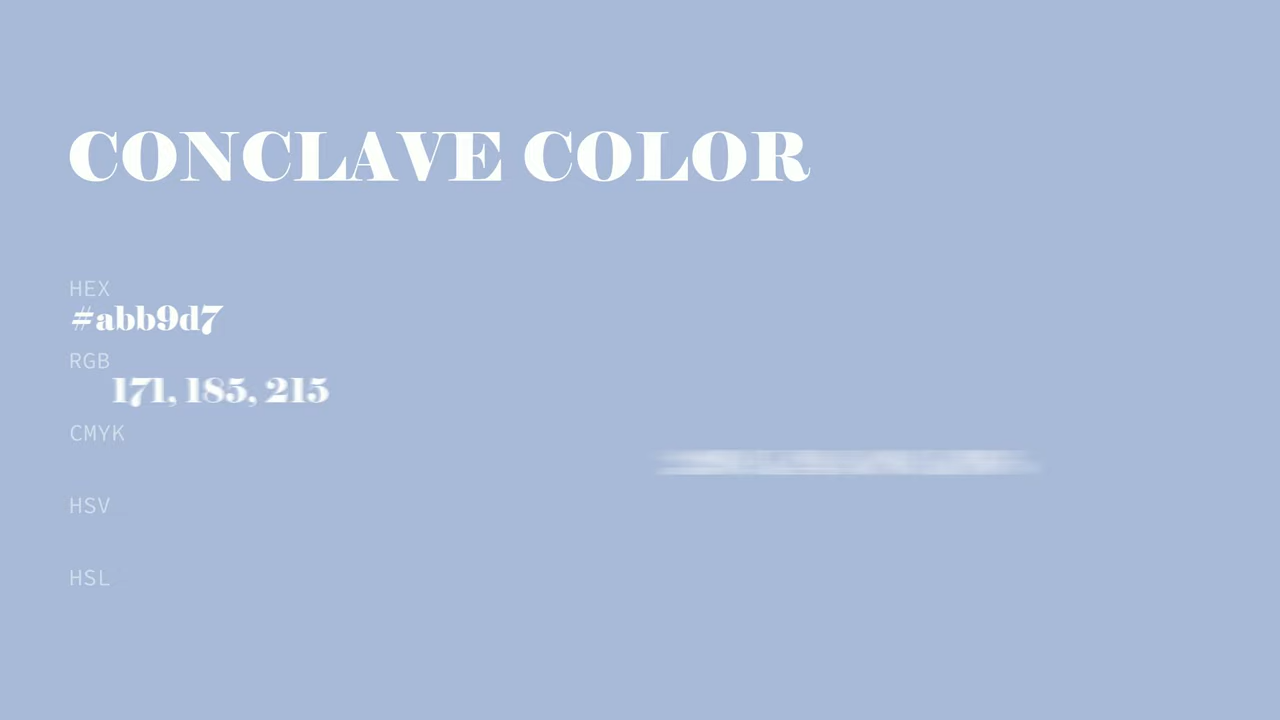 CONCLAVE COLOR
HEX
#abb9d7
RGB
171, 185, 215
CMYK
HSV
HSL